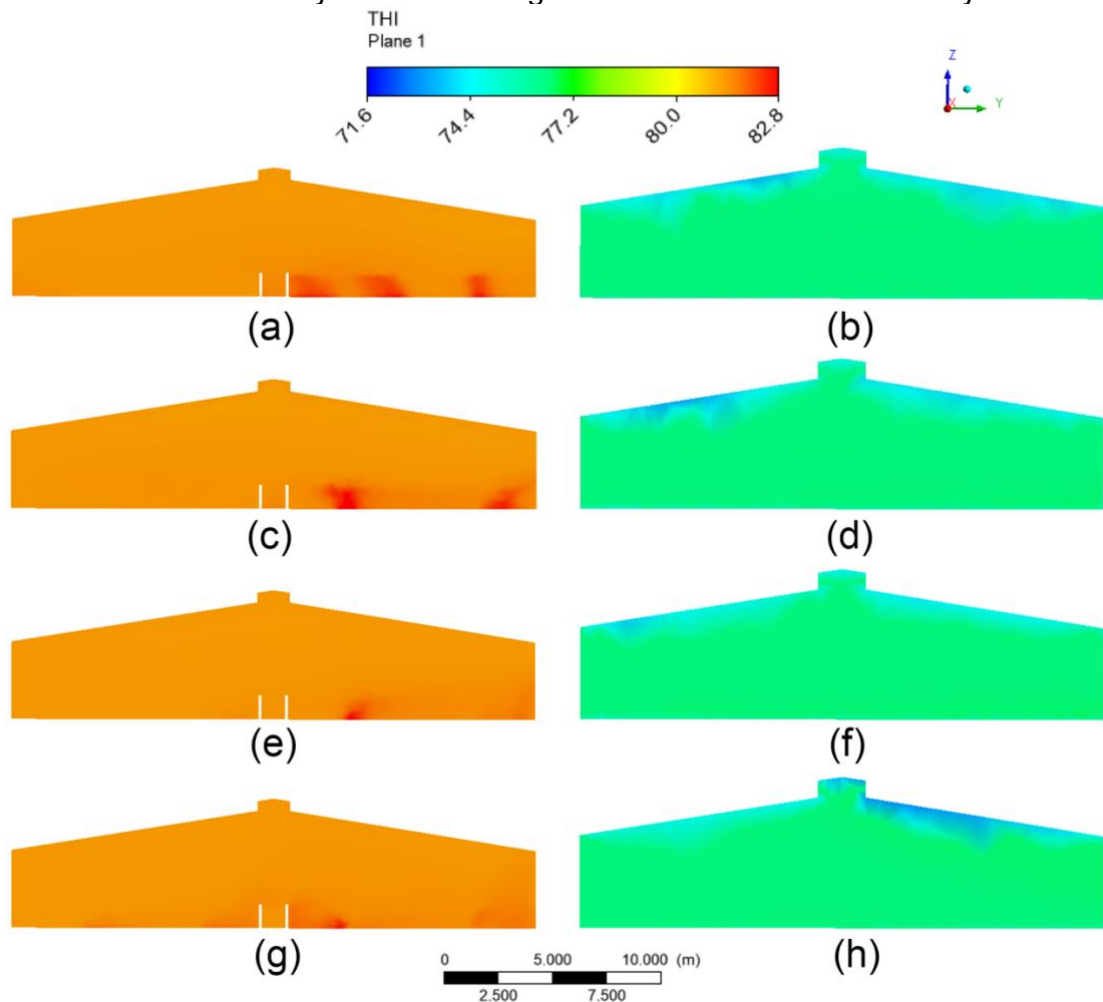 THI
Plane 1
71.6 74.4 77.2 80.0 82.8
Z
X Y
(a) (b)
(c) (d)
(e) (f)
(g) (h)
0 5.000 10.000 (m)
2.500 7.500